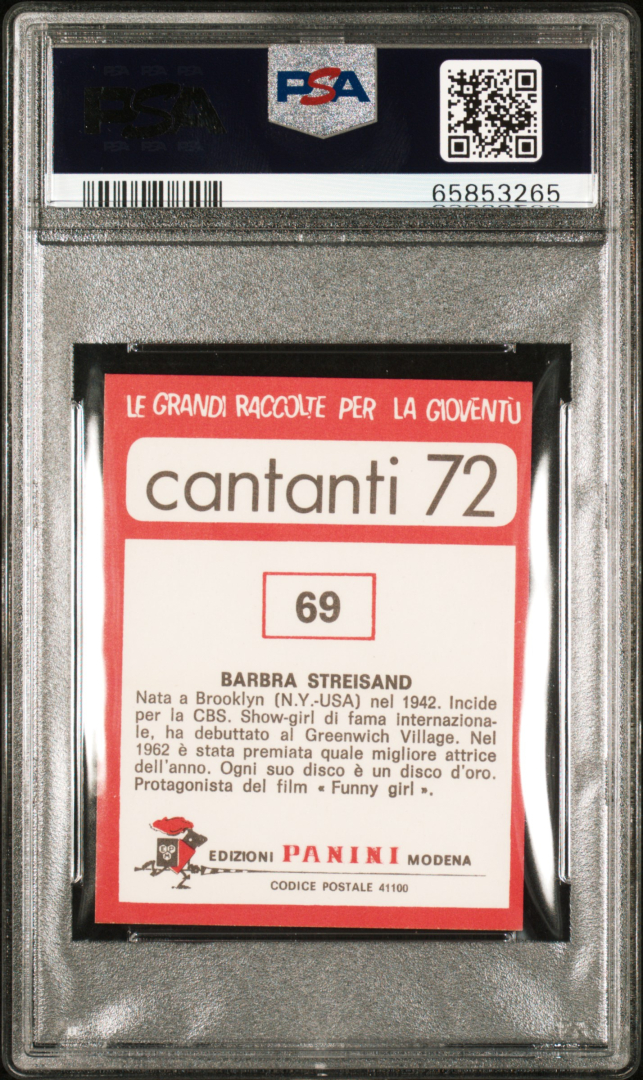 PSA
65853265
LE GRANDI RACCOLTE PER LA GIOVENTÙ
cantanti 72
69
BARBRA STREISAND
Nata a Brooklyn (N.Y.-USA) nel 1942. Incide
per la CBS. Show-girl di fama internaziona-
le, ha debuttato al Greenwich Village. Nel
1962 è stata premiata quale migliore attrice
dell'anno. Ogni suo disco è un disco d'oro.
Protagonista del film « Funny girl ».
EDIZIONI PANINI MODENA
CODICE POSTALE 41100